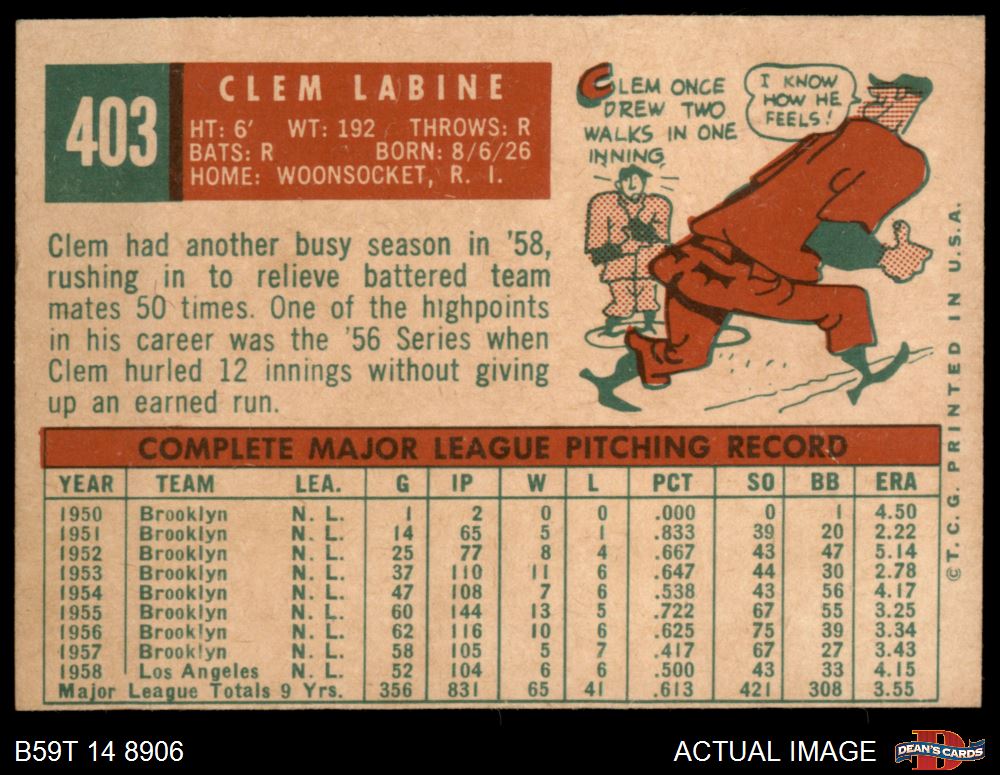 403
CLEM LABINE
HT: 6' WT: 192 THROWS: R
BATS: R BORN: 8/6/26
HOME: WOONSOCKET, R. I.
CLEM ONCE
DREW TWO
WALKS IN ONE
INNING
I KNOW
HOW HE
FEELS!
Clem had another busy season in '58,
rushing in to relieve battered team
mates 50 times. One of the highpoints
in his career was the '56 Series when
Clem hurled 12 innings without giving
up an earned run.
COMPLETE MAJOR LEAGUE PITCHING RECORD
YEAR TEAM LEA. G IP W L PCT SO BB ERA
1950 Brooklyn N. L. 1 2 0 0 .000 0 1 4.50
1951 Brooklyn N. L. 14 65 5 1 .833 39 20 2.22
1952 Brooklyn N. L. 25 77 8 4 .667 43 47 5.14
1953 Brooklyn N. L. 37 110 11 6 .647 44 30 2.78
1954 Brooklyn N. L. 47 108 7 6 .538 43 56 4.17
1955 Brooklyn N. L. 60 144 13 5 .722 67 55 3.25
1956 Brooklyn N. L. 62 116 10 6 .625 75 39 3.34
1957 Brooklyn N. L. 58 105 5 7 .417 67 27 3.43
1958 Los Angeles N. L. 52 104 6 6 .500 43 33 4.15
Major League Totals 9 Yrs. 356 831 65 41 .613 421 308 3.55
© T. C. G. PRINTED IN U.S.A.
B59T 14 8906
ACTUAL IMAGE
D
DEAN'S CARDS